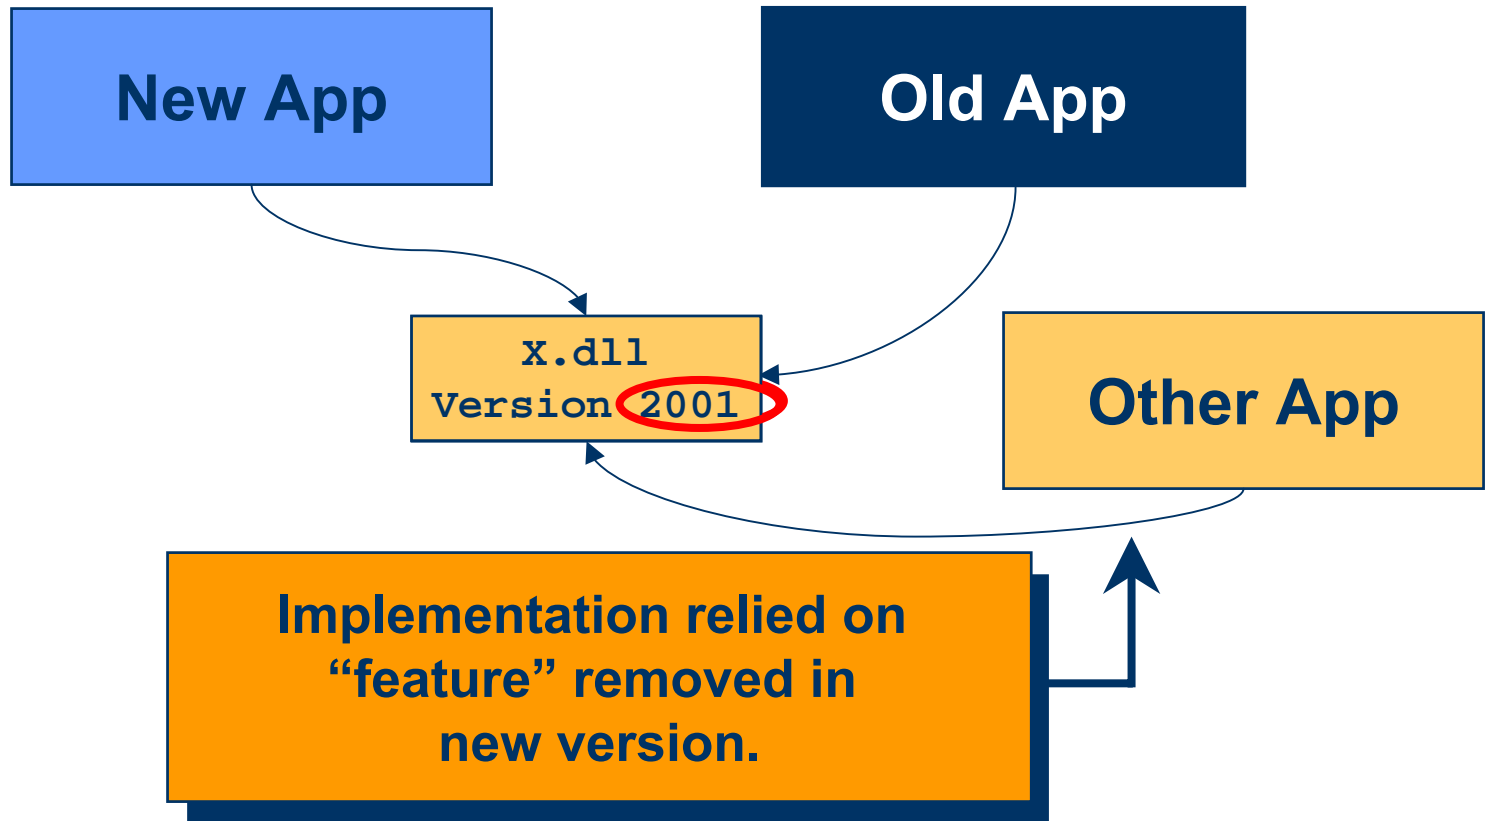 New App
Old App
X.dll
Version 2001
Other App
Implementation relied on
“feature” removed in
new version.